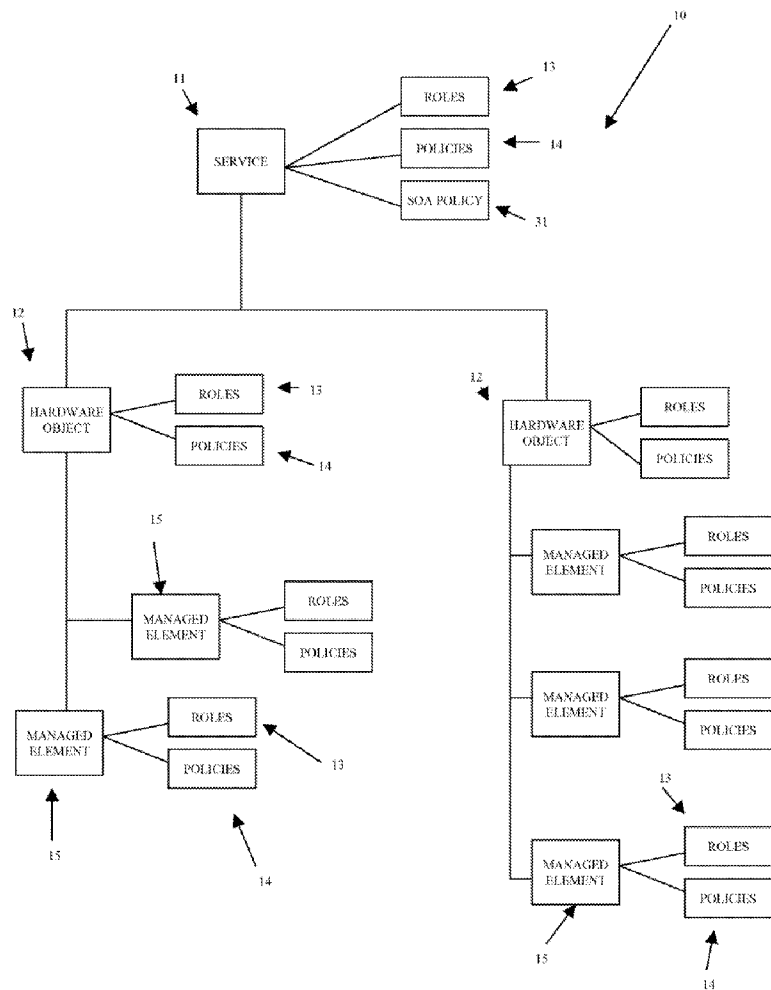 10
13
11
ROLES
14
SERVICE
POLICIES
SOA POLICY
31
12
12
ROLES
13
ROLES
HARDWARE
OBJECT
HARDWARE
OBJECT
POLICIES
14
POLICIES
15
ROLES
MANAGED
ELEMENT
POLICIES
ROLES
MANAGED
ELEMENT
POLICIES
ROLES
MANAGED
ELEMENT
POLICIES
ROLES
13
MANAGED
ELEMENT
POLICIES
15
14
13
ROLES
MANAGED
ELEMENT
POLICIES
15
14